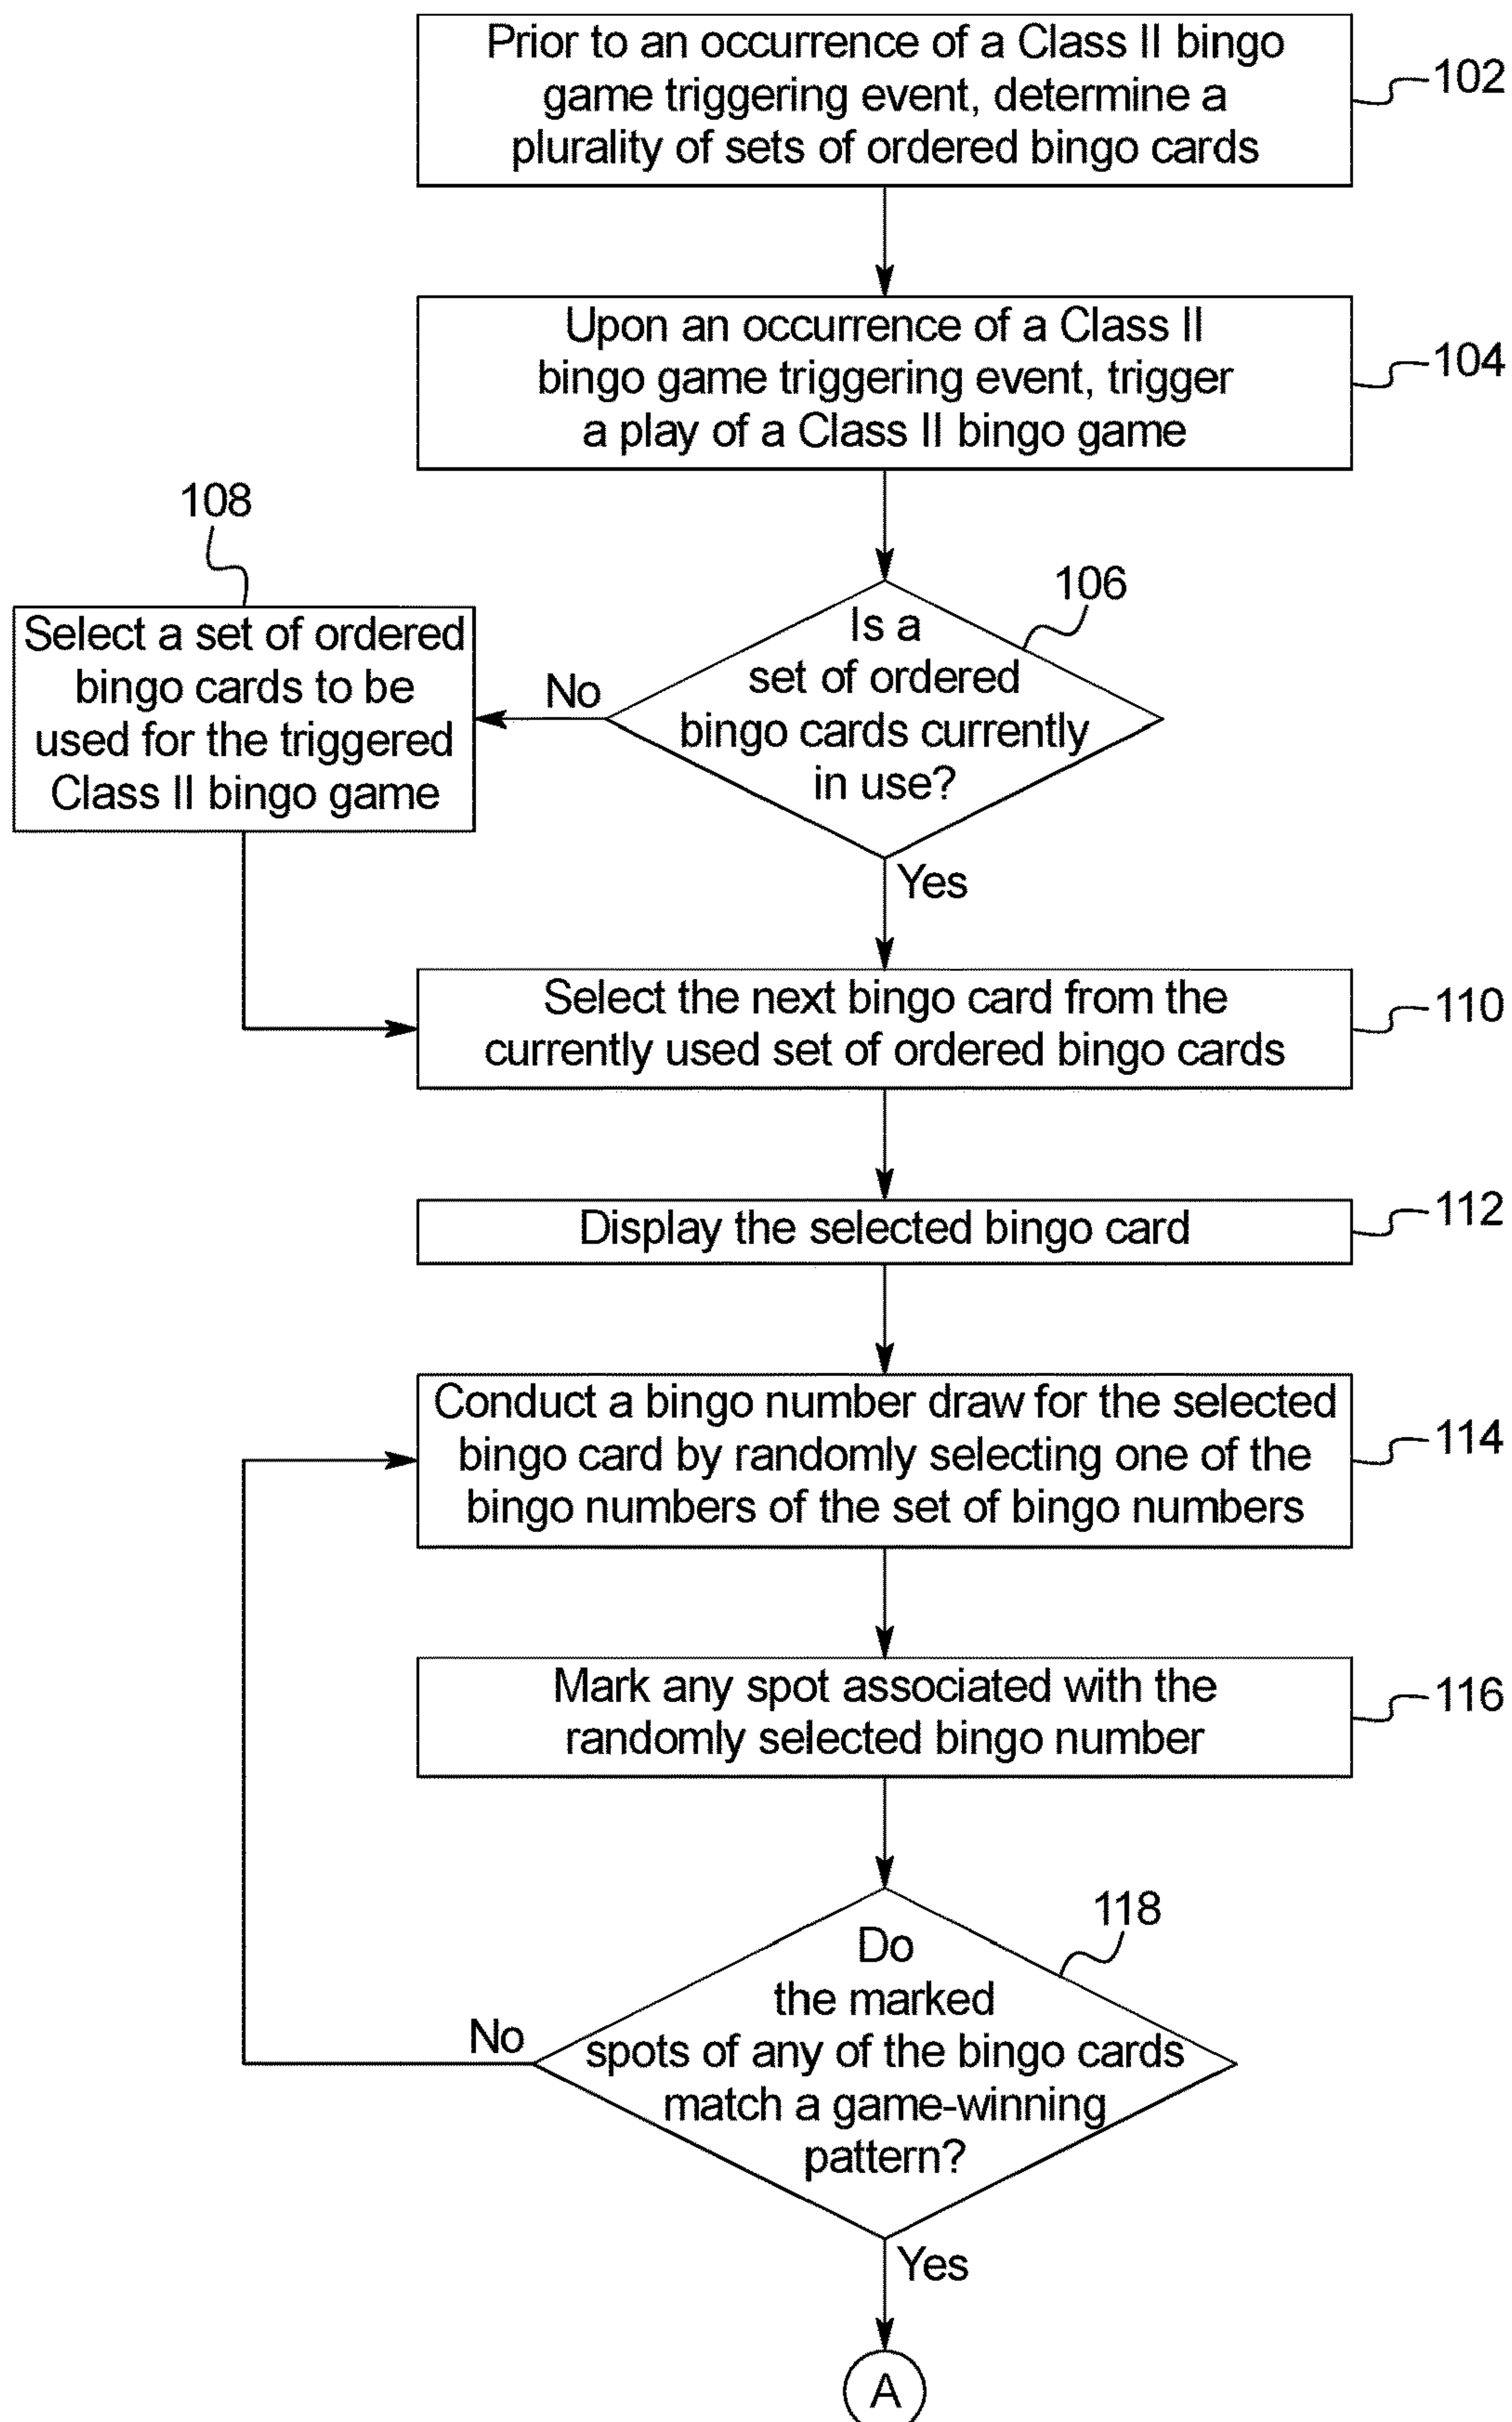 Prior to an occurrence of a Class II bingo
game triggering event, determine a
plurality of sets of ordered bingo cards
102
Upon an occurrence of a Class II
bingo game triggering event, trigger
a play of a Class II bingo game
104
108
106
Select a set of ordered
bingo cards to be
used for the triggered
Class II bingo game
No
Is a
set of ordered
bingo cards currently
in use?
Yes
Select the next bingo card from the
currently used set of ordered bingo cards
110
Display the selected bingo card
112
Conduct a bingo number draw for the selected
bingo card by randomly selecting one of the
bingo numbers of the set of bingo numbers
114
Mark any spot associated with the
randomly selected bingo number
116
118
Do
the marked
spots of any of the bingo cards
match a game-winning
pattern?
No
Yes
A